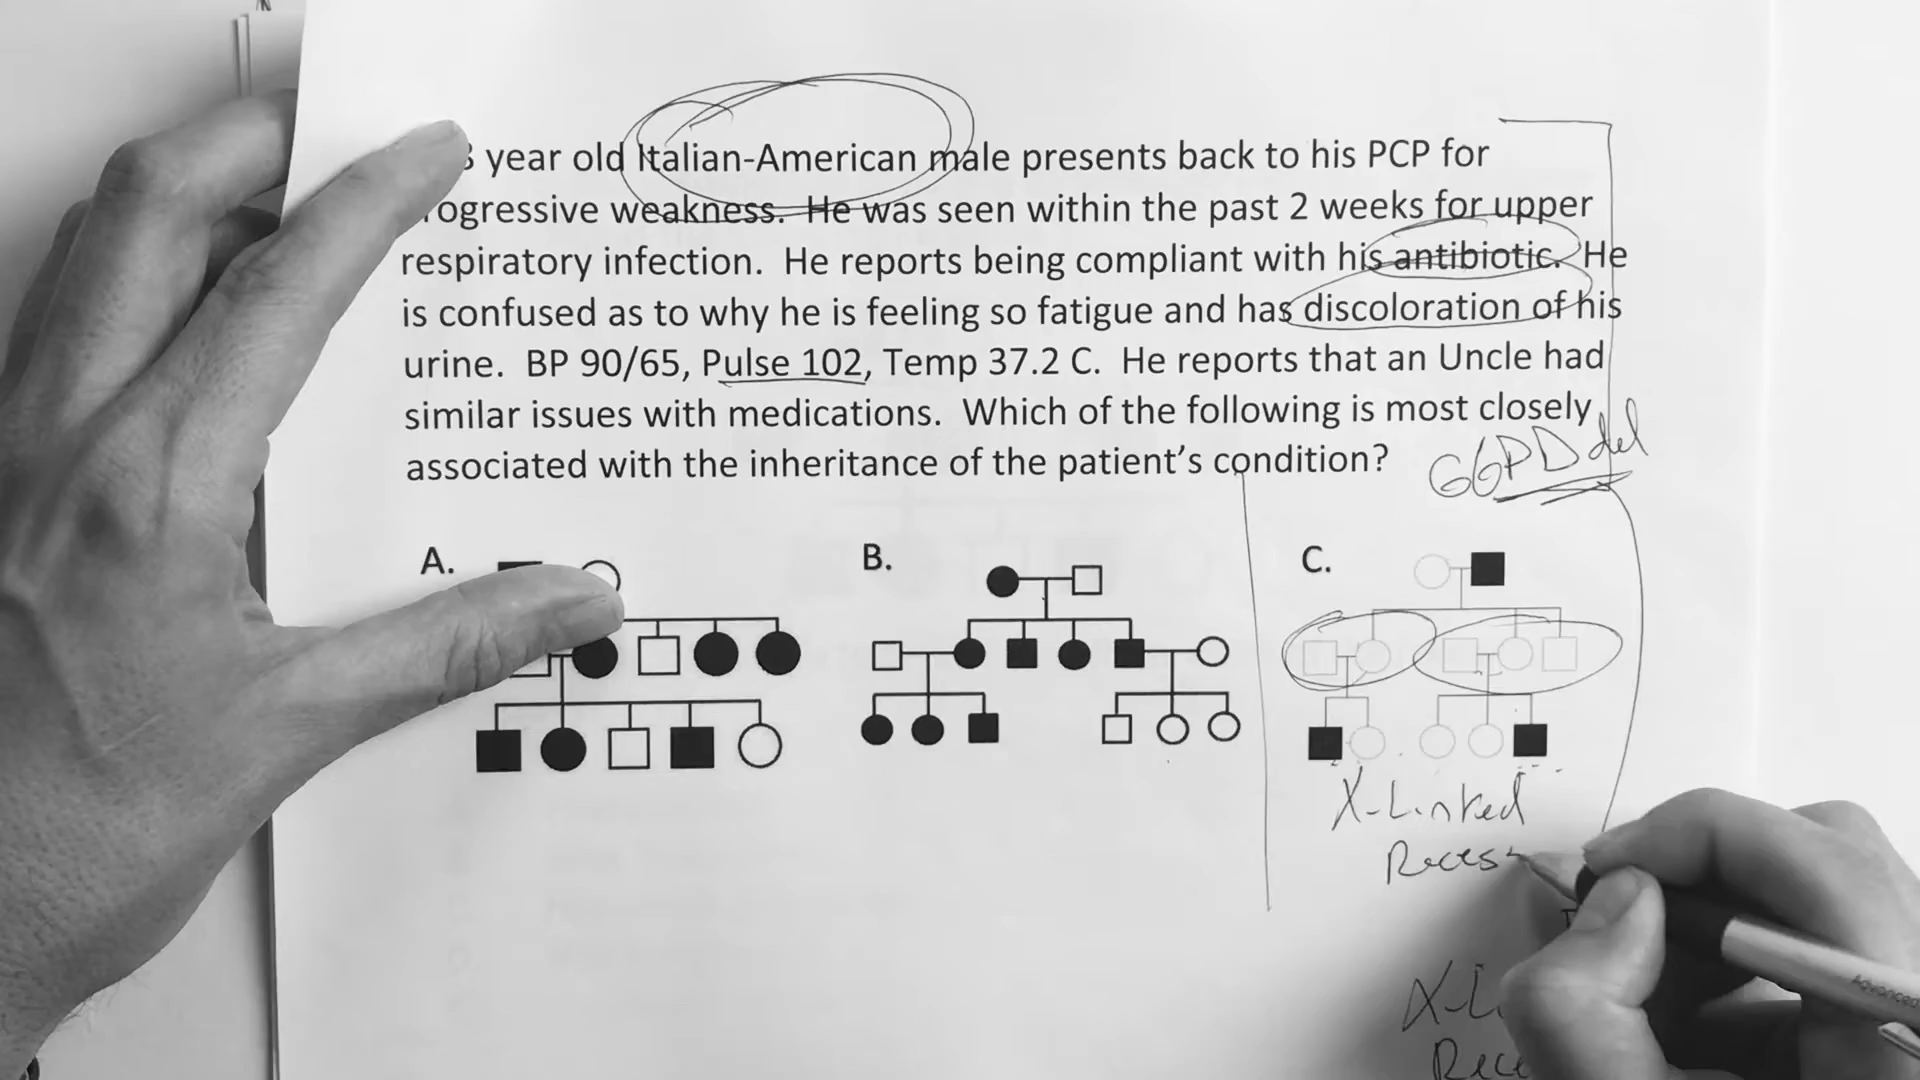 year old Italian-American male presents back to his PCP for
rogressive weakness. He was seen within the past 2 weeks for upper
respiratory infection. He reports being compliant with his antibiotic. He
is confused as to why he is feeling so fatigue and has discoloration of his
urine. BP 90/65, Pulse 102, Temp 37.2 C. He reports that an Uncle had
similar issues with medications. Which of the following is most closely
associated with the inheritance of the patient's condition?
G6PD def
A.
B.
C.
X-Linked
Recess
X-L
Rece
Advanced